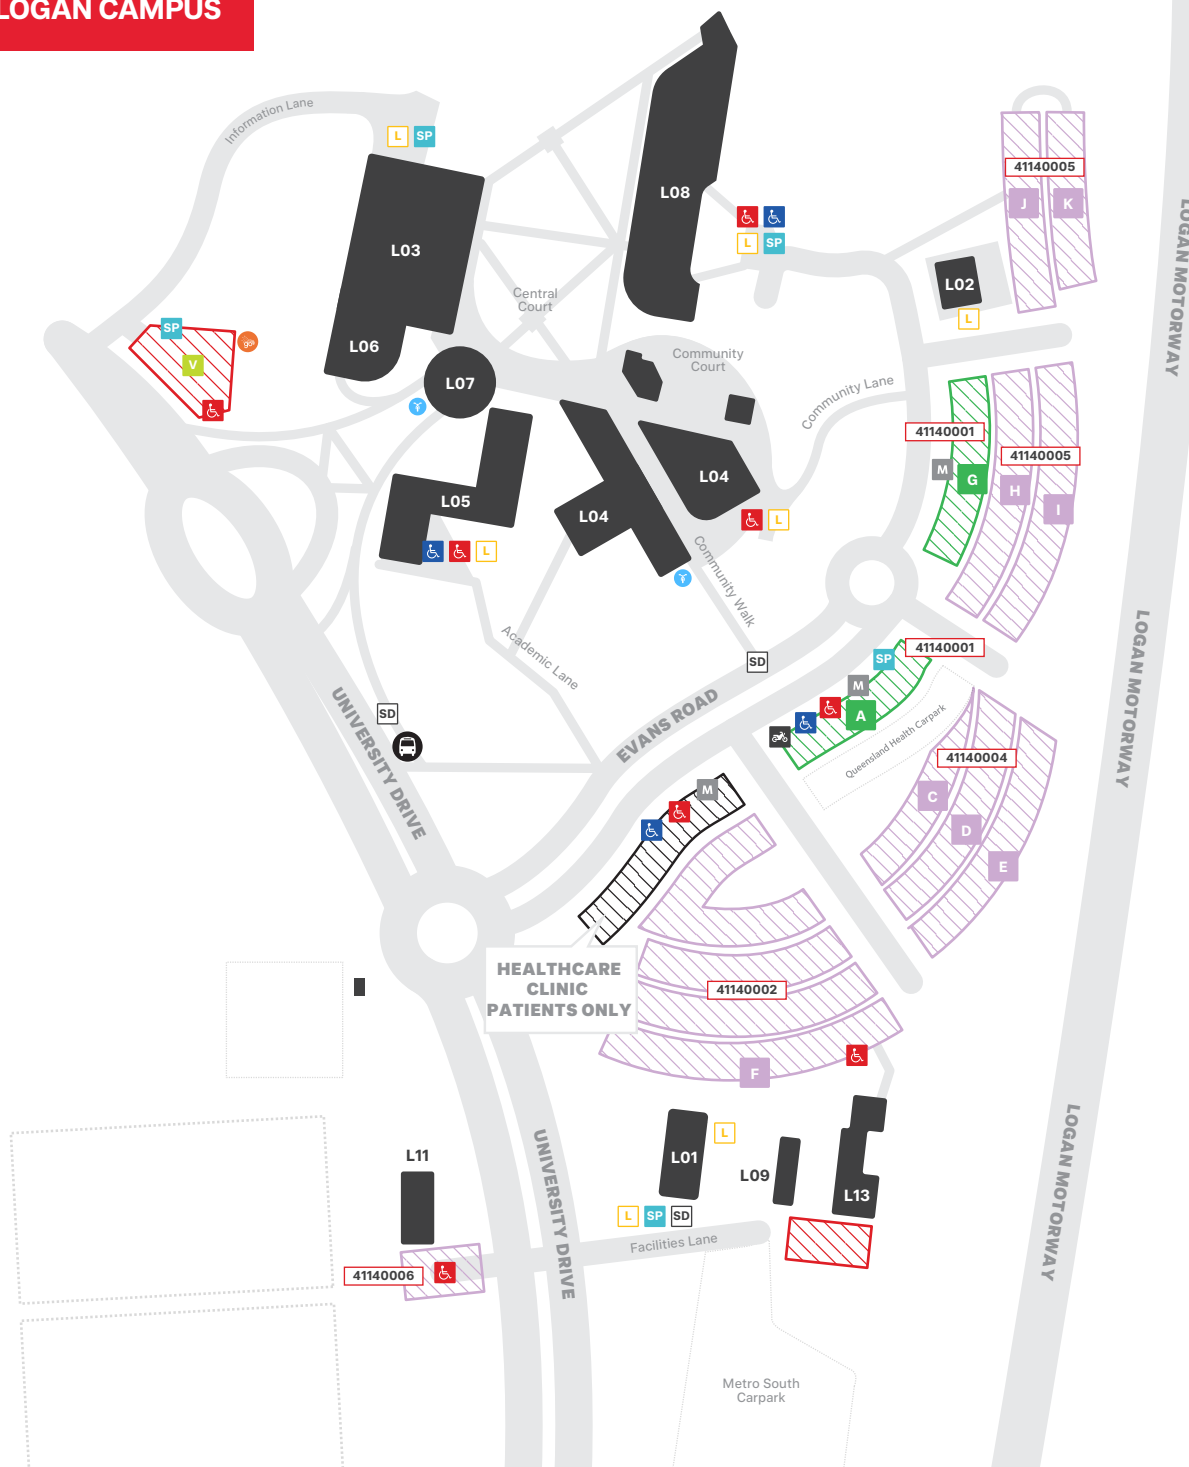 LOGAN CAMPUS
Information Lane
L
SP
L03
L06
L08
L
SP
41140005
J
K
L02
L
LOGAN MOTORWAY
Central
Court
SP
V
go
L07
Community
Court
Community Lane
41140001
41140005
M
G
H
I
L04
L05
L04
L
L
Community Walk
Academic Lane
SD
SD
UNIVERSITY DRIVE
EVANS ROAD
41140001
SP
M
A
Queensland Health Carpark
LOGAN MOTORWAY
41140004
C
D
E
M
HEALTHCARE
CLINIC
PATIENTS ONLY
41140002
F
L01
L
L09
L13
L11
L
SP
SD
Facilities Lane
41140006
UNIVERSITY DRIVE
LOGAN MOTORWAY
Metro South
Carpark